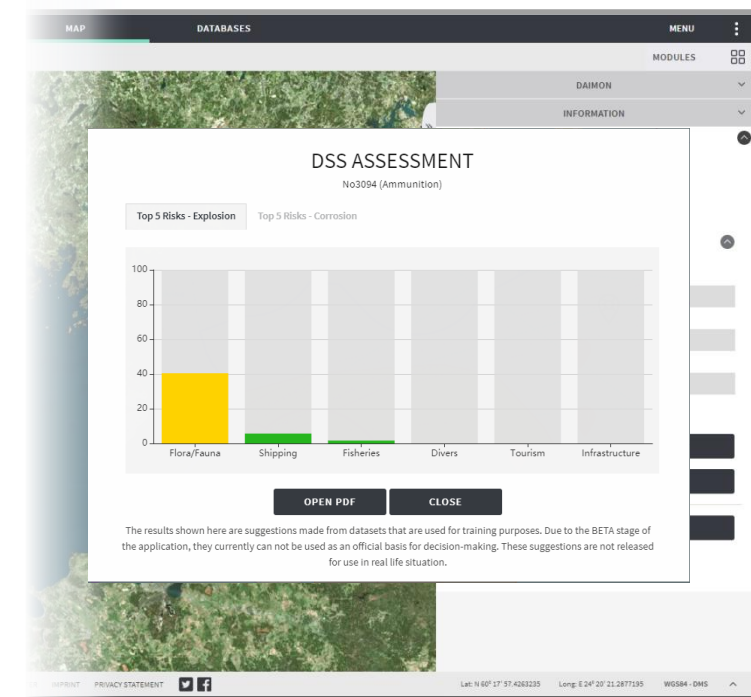 MAP DATABASES MENU
MODULES
DAIMON
INFORMATION
DSS ASSESSMENT
No3094 (Ammunition)
Top 5 Risks - Explosion Top 5 Risks - Corrosion
100
80
60
40
20
0
Flora/Fauna Shipping Fisheries Divers Tourism Infrastructure
OPEN PDF CLOSE
The results shown here are suggestions made from datasets that are used for training purposes. Due to the BETA stage of
the application, they currently can not be used as an official basis for decision-making. These suggestions are not released
for use in real life situation.
IMPRINT PRIVACY STATEMENT Lat: N 60° 17' 57.4263235 Long: E 24° 20' 21.2877195 WGS84 - DMS